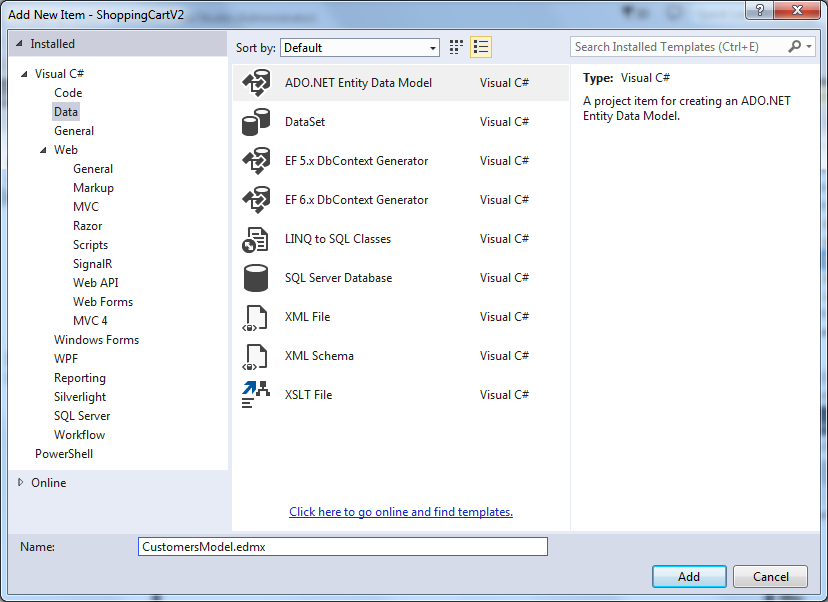 Add New Item - ShoppingCartV2
Installed
Sort by: Default
Search Installed Templates (Ctrl+E)
Visual C#
Code
Data
General
Web
General
Markup
MVC
Razor
Scripts
SignalR
Web API
Web Forms
MVC 4
Windows Forms
WPF
Reporting
Silverlight
SQL Server
Workflow
PowerShell
Online
ADO.NET Entity Data Model Visual C#
DataSet Visual C#
EF 5.x DbContext Generator Visual C#
EF 6.x DbContext Generator Visual C#
LINQ to SQL Classes Visual C#
SQL Server Database Visual C#
XML File Visual C#
XML Schema Visual C#
XSLT File Visual C#
Click here to go online and find templates.
Type: Visual C#
A project item for creating an ADO.NET
Entity Data Model.
Name: CustomersModel.edmx
Add Cancel